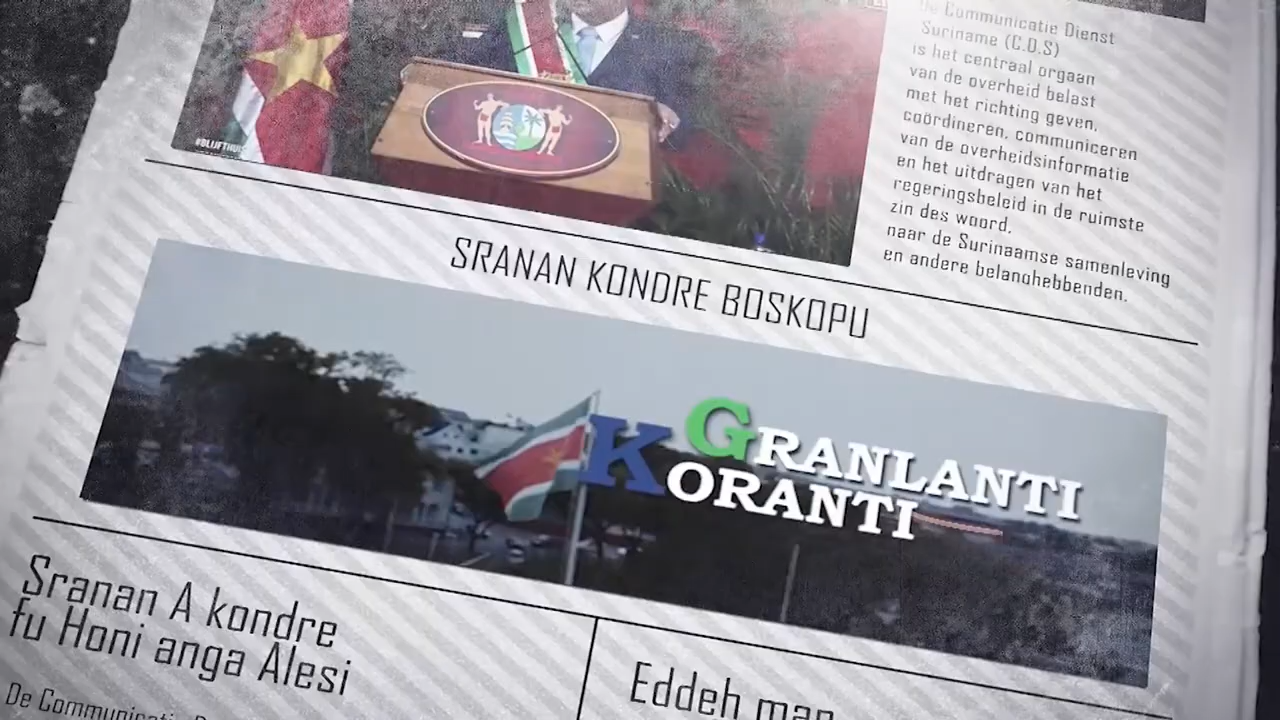 De Communicatie Dienst
Suriname (C.D.S)
is het centraal orgaan
van de overheid belast
met het richting geven,
coördineren, communiceren
van de overheidsinformatie
en het uitdragen van het
regeringsbeleid in de ruimste
zin des woord.
naar de Surinaamse samenleving
en andere belanghebbenden.
SRANAN KONDRE BOSKOPU
GRANLANTI
KORANTI
Sranan A kondre
fu Honi anga Alesi
De
Eddeh man